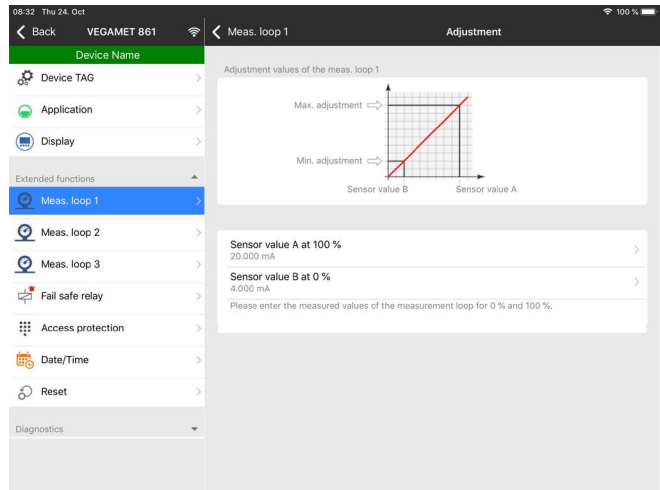 08:32 Thu 24. Oct
100 %
Back
VEGAMET 861
Meas. loop 1
Adjustment
Device Name
Device TAG
Application
Display
Extended functions
Meas. loop 1
Meas. loop 2
Meas. loop 3
Fail safe relay
Access protection
Date/Time
Reset
Diagnostics
Adjustment values of the meas. loop 1
Max. adjustment
Min. adjustment
Sensor value B
Sensor value A
Sensor value A at 100 %
20.000 mA
Sensor value B at 0 %
4.000 mA
Please enter the measured values of the measurement loop for 0 % and 100 %.